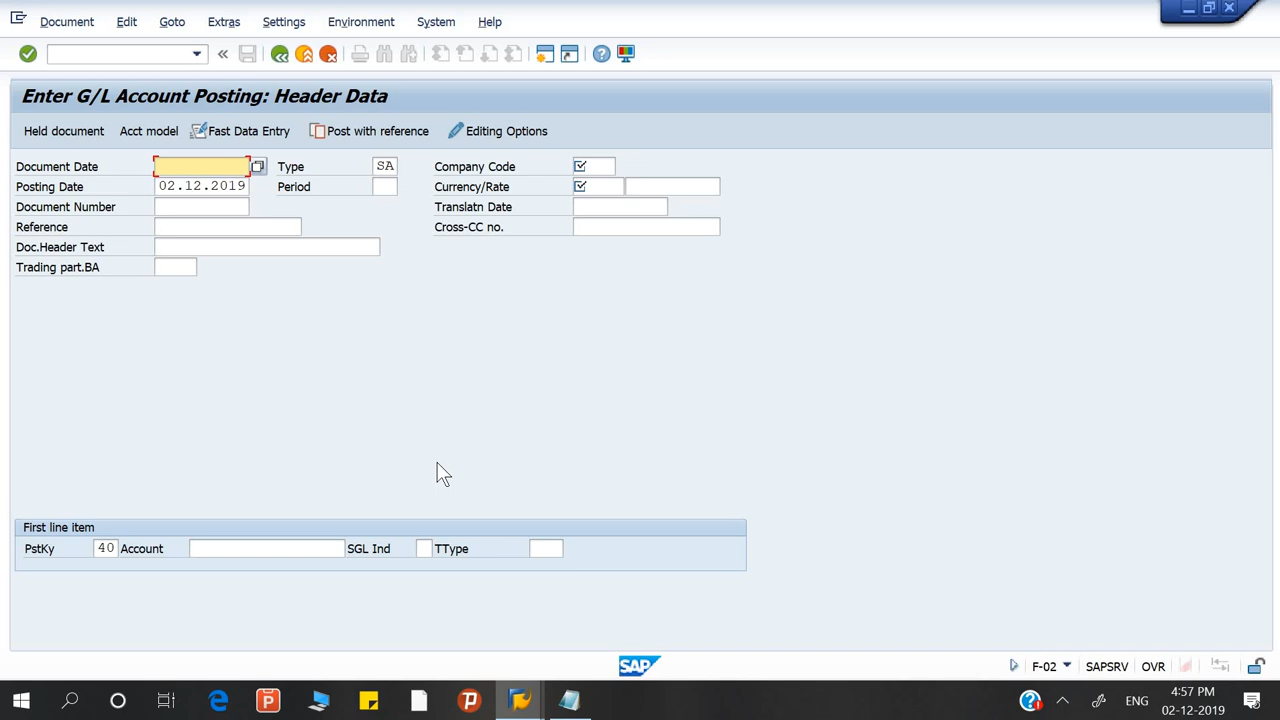 Document Edit Goto Extras Settings Environment System Help
Enter G/L Account Posting: Header Data
Held document Acct model Fast Data Entry Post with reference Editing Options
Document Date Type SA Company Code
Posting Date 02.12.2019 Period Currency/Rate
Document Number Translatn Date
Reference Cross-CC no.
Doc.Header Text
Trading part.BA
First line item
PstKy 40 Account SGL Ind TType
SAP F-02 SAPSRV OVR
ENG 4:57 PM
02-12-2019